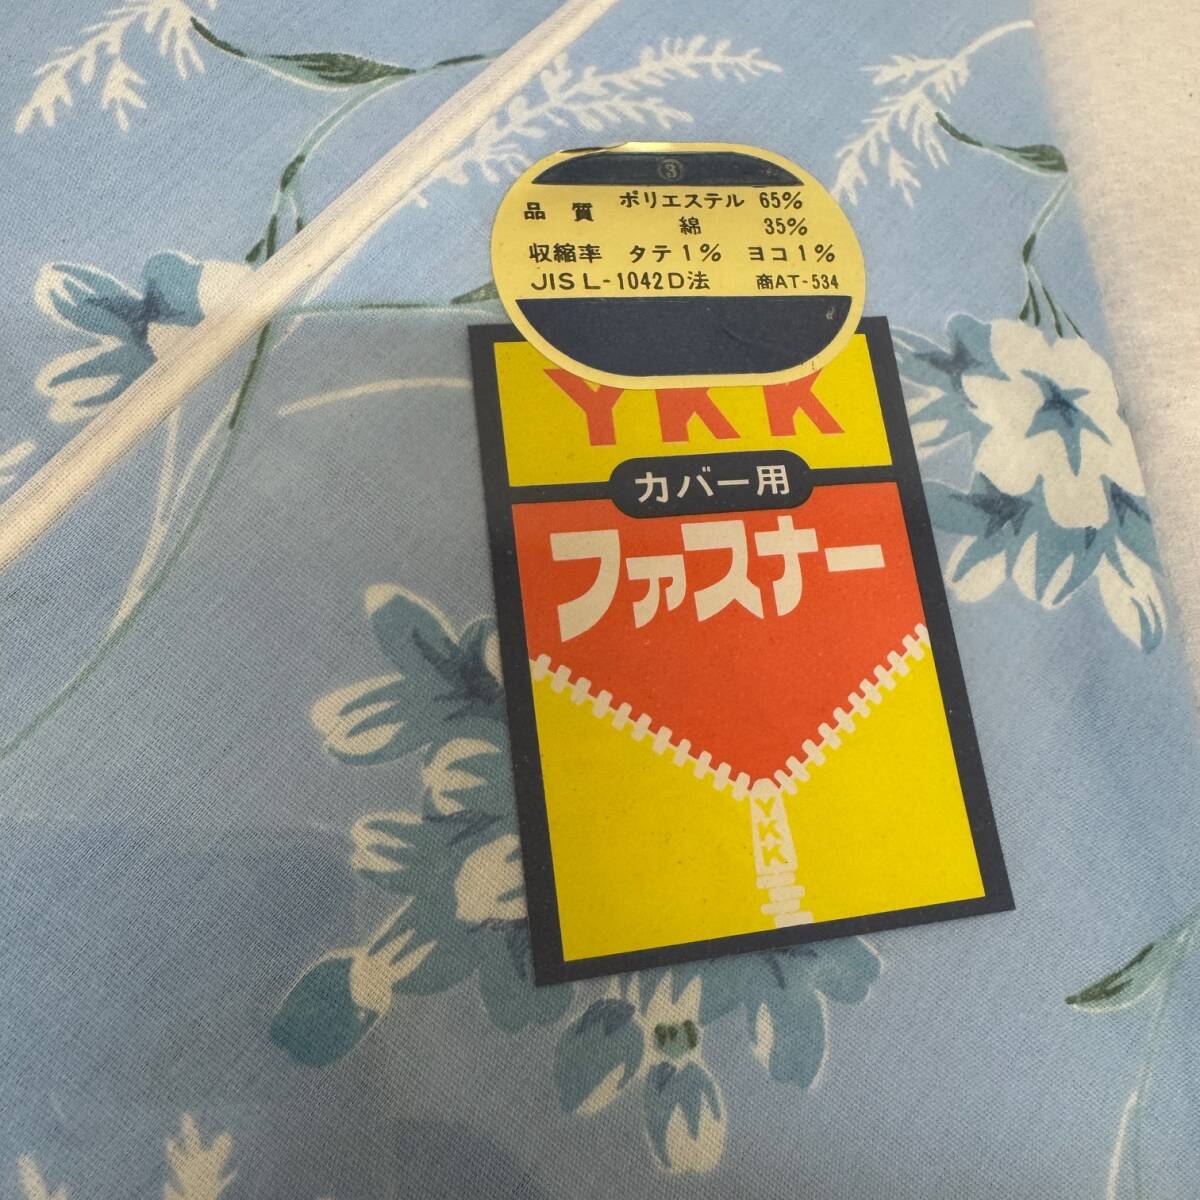 ③
品質 ポリエステル 65%
綿 35%
収縮率 タテ1% ヨコ1%
JIS L-1042D法 商AT-534
YKK
カバー用
ファスナー
YKK